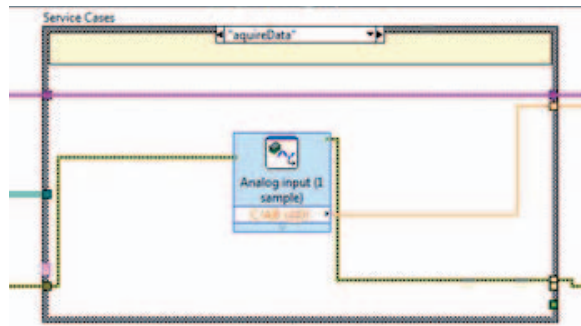 Service Cases
"aquireData"
Analog input (1
sample)